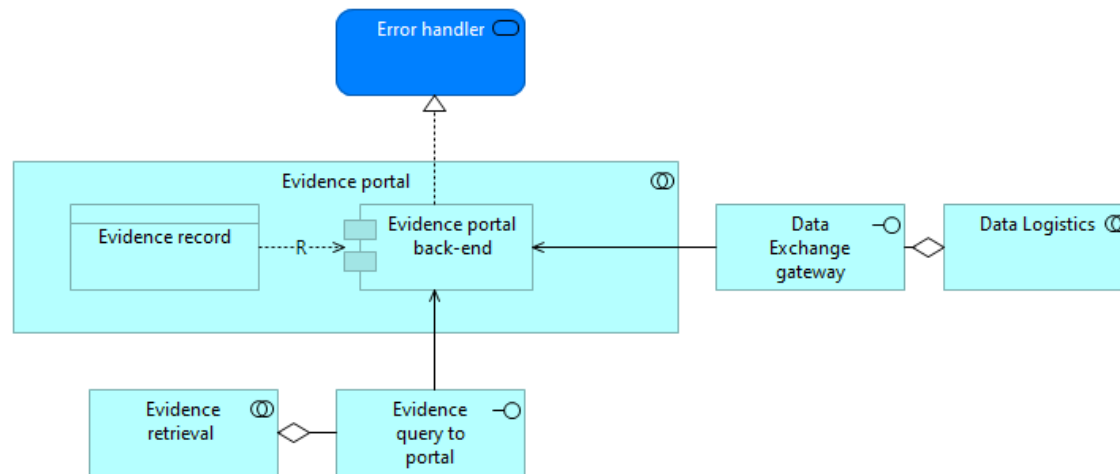 Error handler
Evidence portal
Evidence record
R
Evidence portal
back-end
Data
Exchange
gateway
Data Logistics
Evidence
retrieval
Evidence
query to
portal